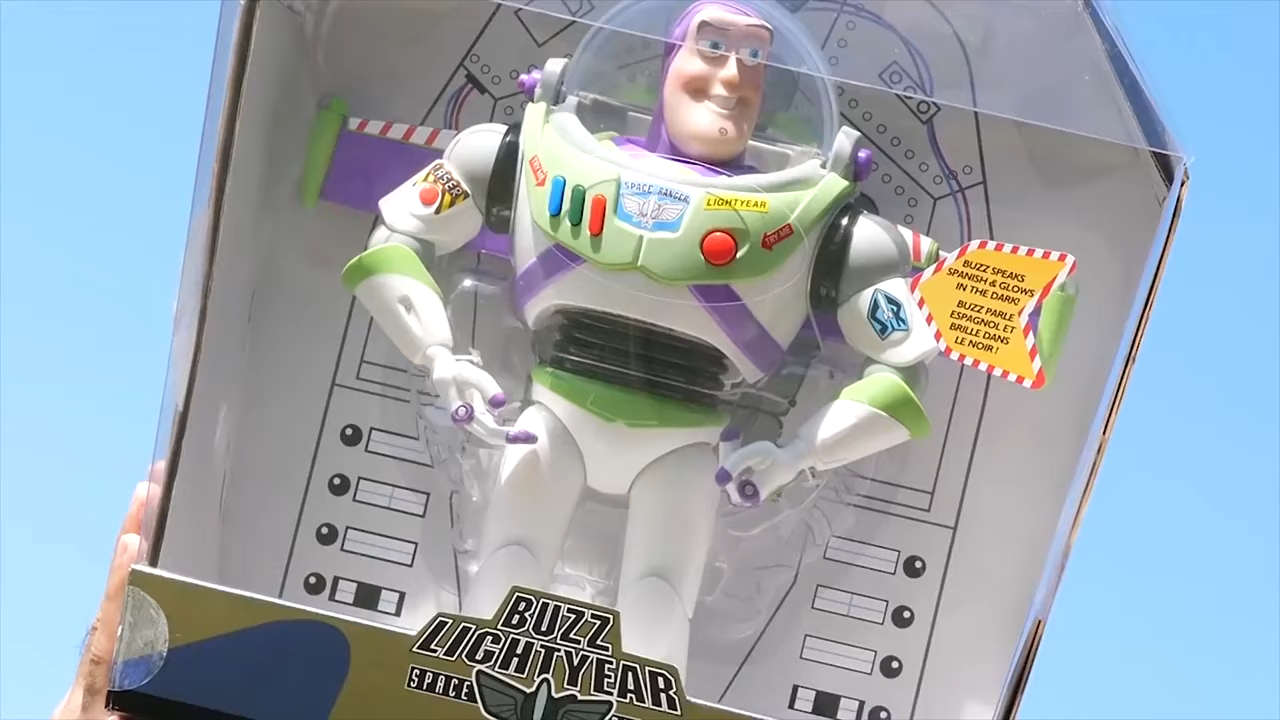 LASER
TRY ME
SPACE RANGER
LIGHTYEAR
TRY ME
BUZZ SPEAKS
SPANISH & GLOWS
IN THE DARK!
BUZZ PARLE
ESPAGNOL ET
BRILLE DANS
LE NOIR !
SR
BUZZ
LIGHTYEAR
SPACE